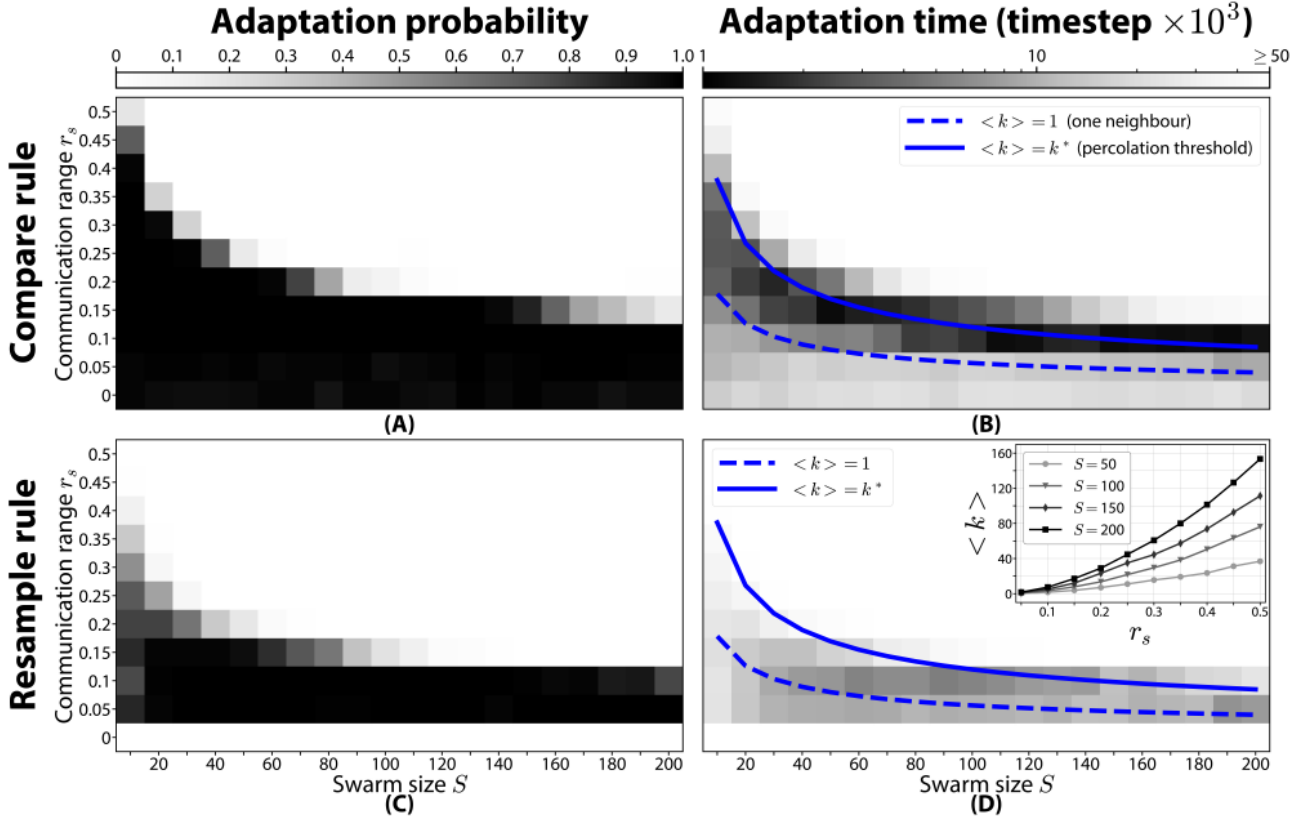 Adaptation probability
Adaptation time (timestep ×10³)
0 0.1 0.2 0.3 0.4 0.5 0.6 0.7 0.8 0.9 1.0
1 10 ≥50
Compare rule
Communication range r_s
0.5
0.45
0.4
0.35
0.3
0.25
0.2
0.15
0.1
0.05
0
<k> = 1 (one neighbour)
<k> = k* (percolation threshold)
(A)
(B)
Resample rule
Communication range r_s
0.5
0.45
0.4
0.35
0.3
0.25
0.2
0.15
0.1
0.05
0
<k> = 1
<k> = k*
<k>
160
120
80
40
0
S = 50
S = 100
S = 150
S = 200
0.1 0.2 0.3 0.4 0.5
r_s
20 40 60 80 100 120 140 160 180 200
Swarm size S
(C)
20 40 60 80 100 120 140 160 180 200
Swarm size S
(D)